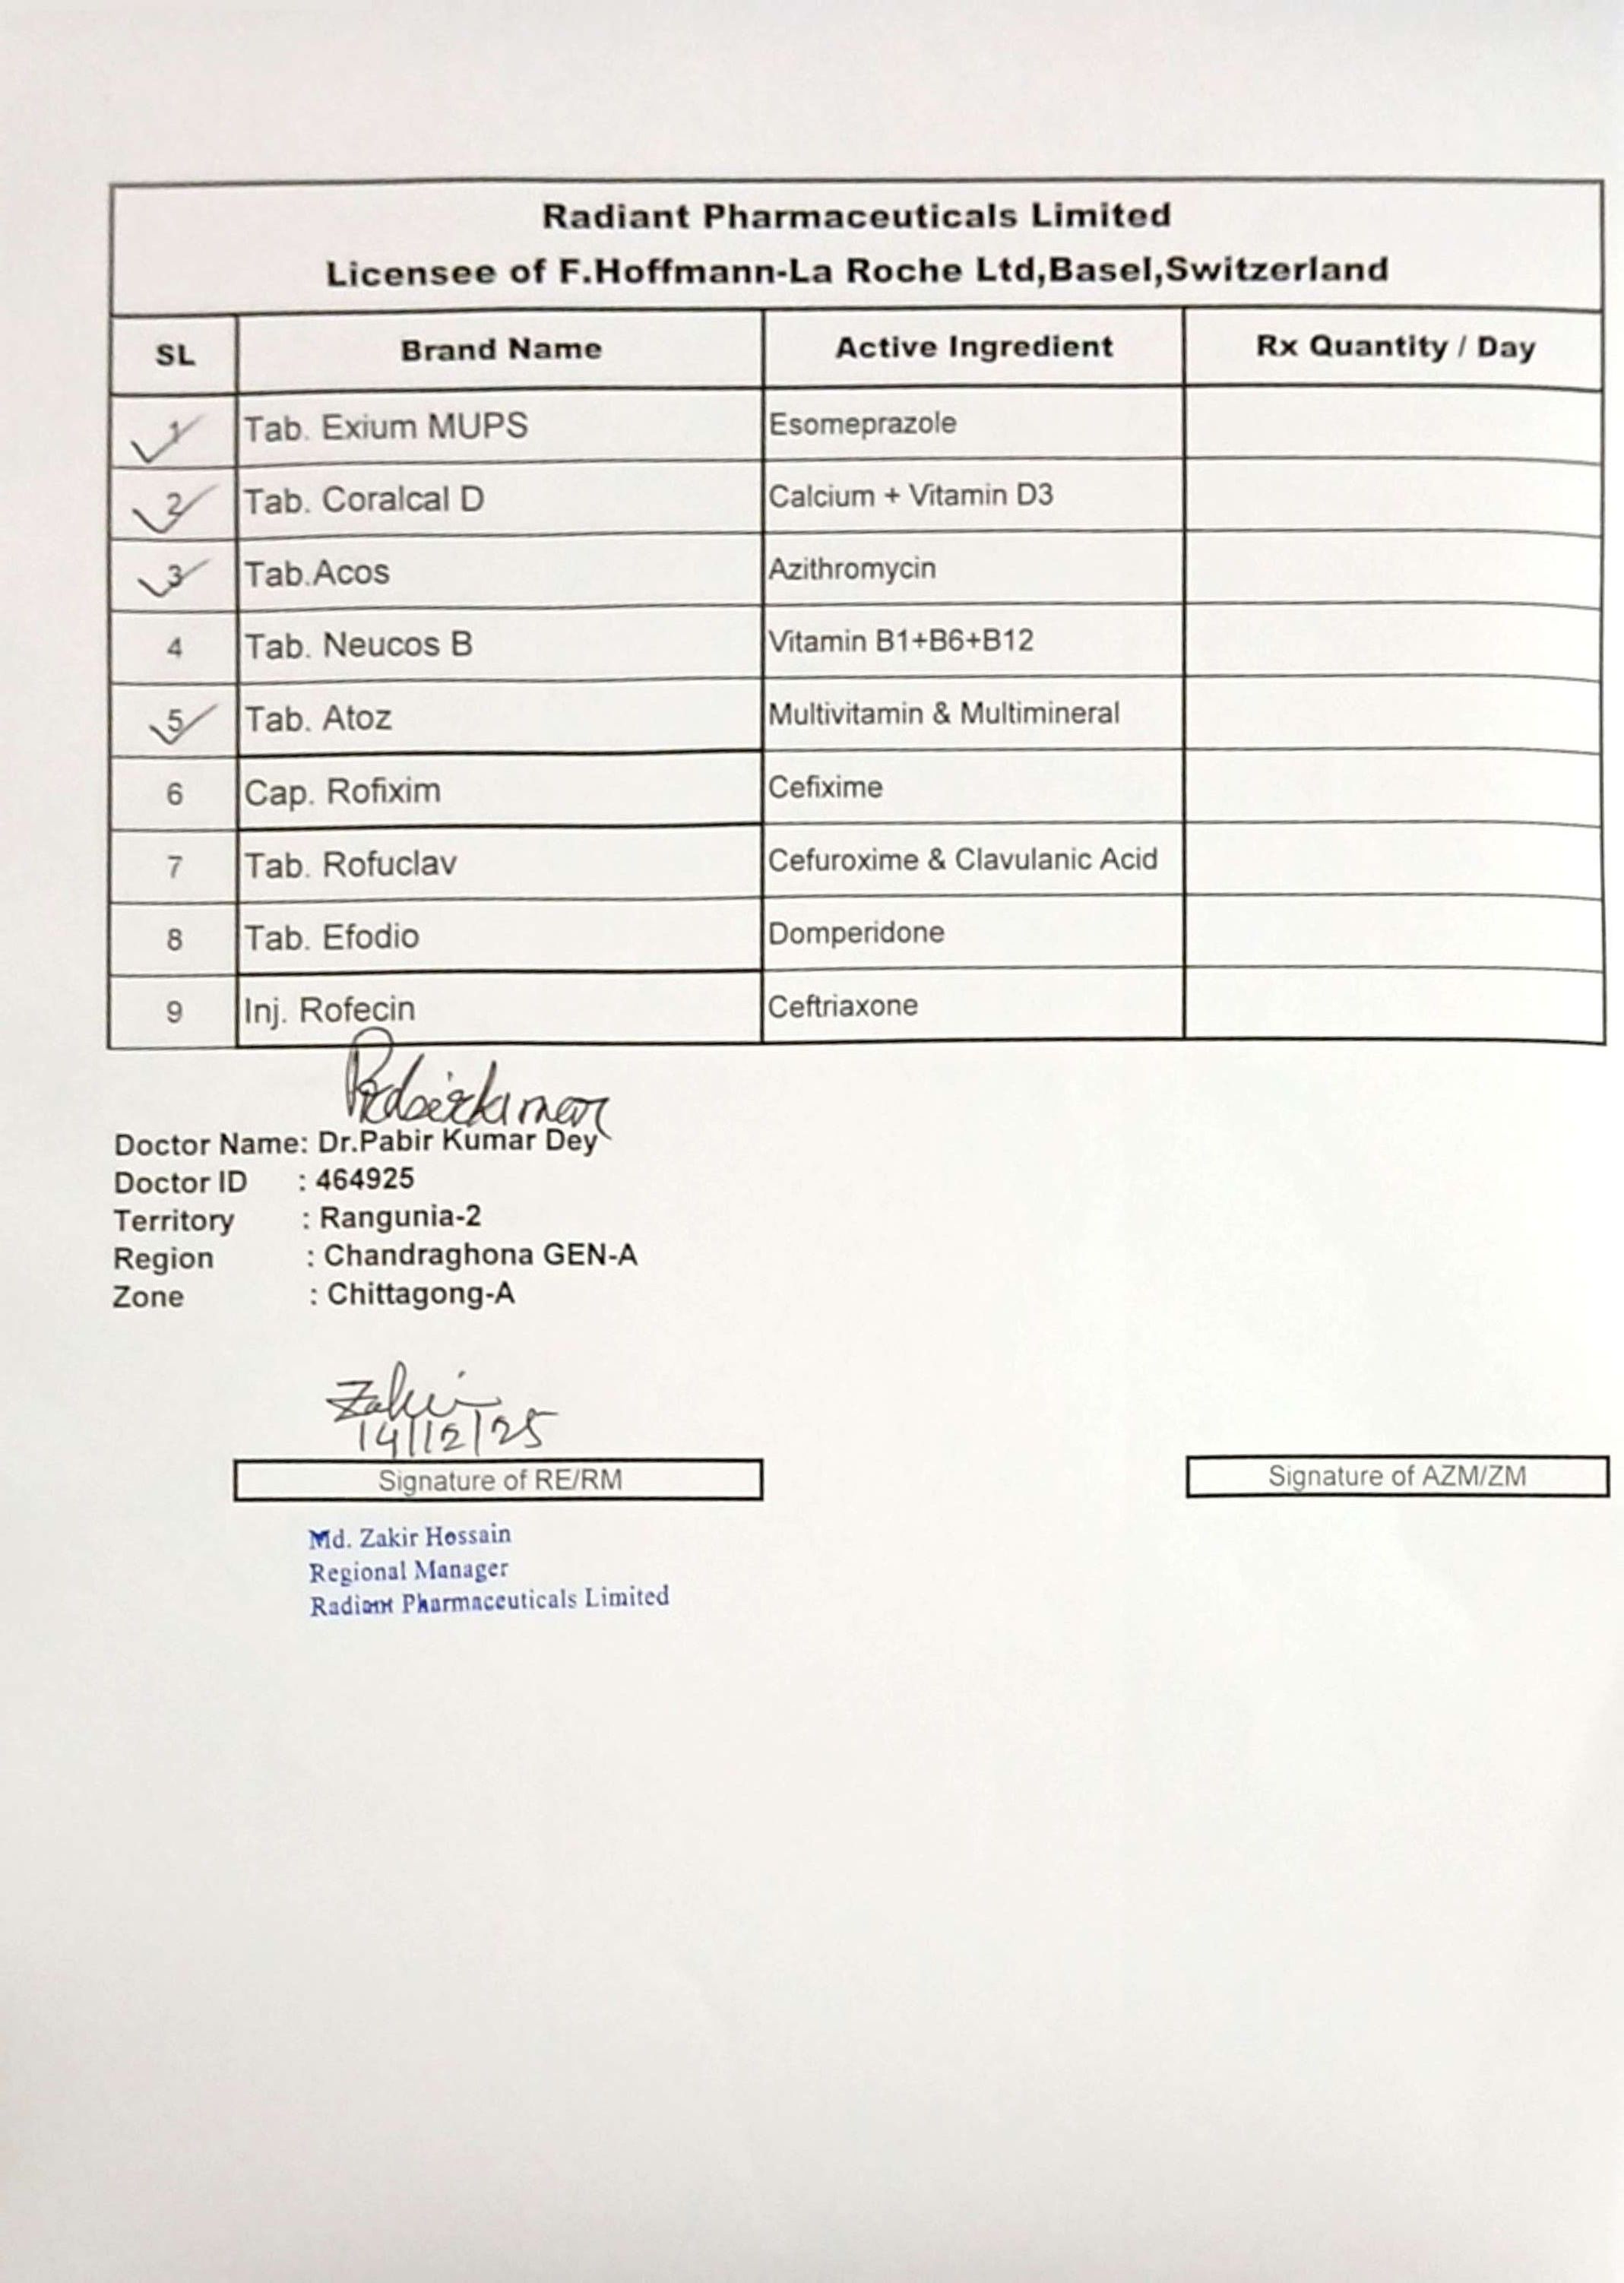 Radiant Pharmaceuticals Limited
Licensee of F.Hoffmann-La Roche Ltd,Basel,Switzerland
SL Brand Name Active Ingredient Rx Quantity / Day
1 Tab. Exium MUPS Esomeprazole
2 Tab. Coralcal D Calcium + Vitamin D3
3 Tab.Acos Azithromycin
4 Tab. Neucos B Vitamin B1+B6+B12
5 Tab. Atoz Multivitamin & Multimineral
6 Cap. Rofixim Cefixime
7 Tab. Rofuclav Cefuroxime & Clavulanic Acid
8 Tab. Efodio Domperidone
9 Inj. Rofecin Ceftriaxone
Doctor Name: Dr.Pabir Kumar Dey
Doctor ID : 464925
Territory : Rangunia-2
Region : Chandraghona GEN-A
Zone : Chittagong-A
Zakir
14/12/25
Signature of RE/RM Signature of AZM/ZM
Md. Zakir Hossain
Regional Manager
Radiant Pharmaceuticals Limited